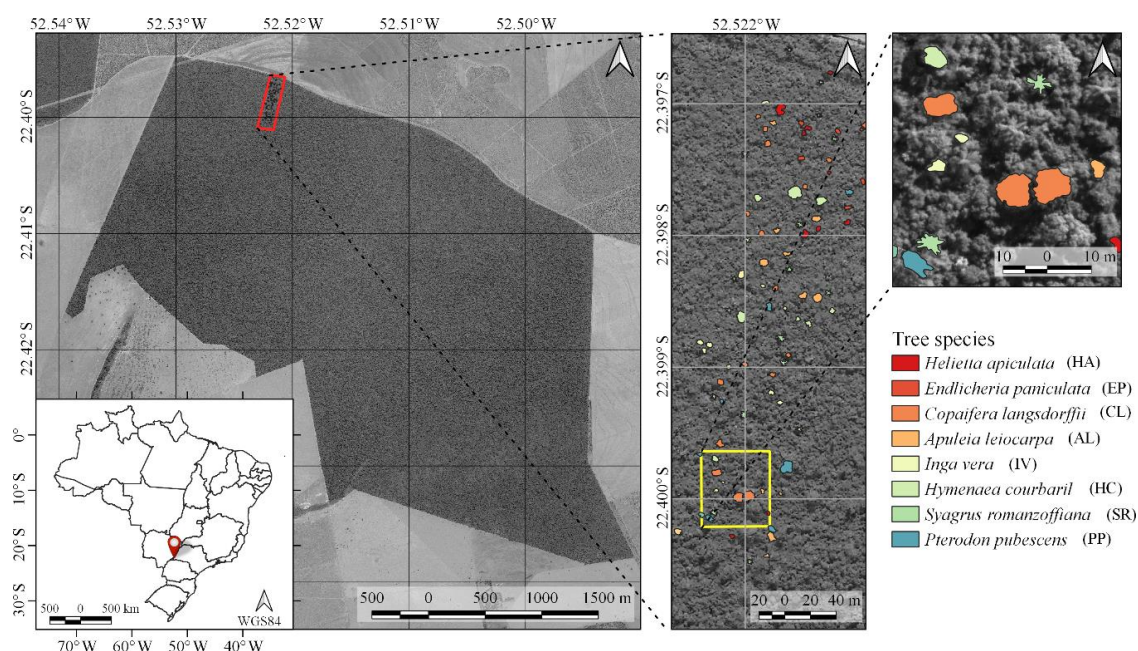 52.54°W 52.53°W 52.52°W 52.51°W 52.50°W
22.40°S
22.41°S
22.42°S
0°
10°S
20°S
30°S
500 0 500 km
WGS84
70°W 60°W 50°W 40°W
500 0 500 1000 1500 m
52.522°W
22.397°S
22.398°S
22.399°S
22.400°S
20 0 20 40 m
10 0 10 m
Tree species
Helietta apiculata (HA)
Endlicheria paniculata (EP)
Copaifera langsdorffii (CL)
Apuleia leiocarpa (AL)
Inga vera (IV)
Hymenaea courbaril (HC)
Syagrus romanzoffiana (SR)
Pterodon pubescens (PP)